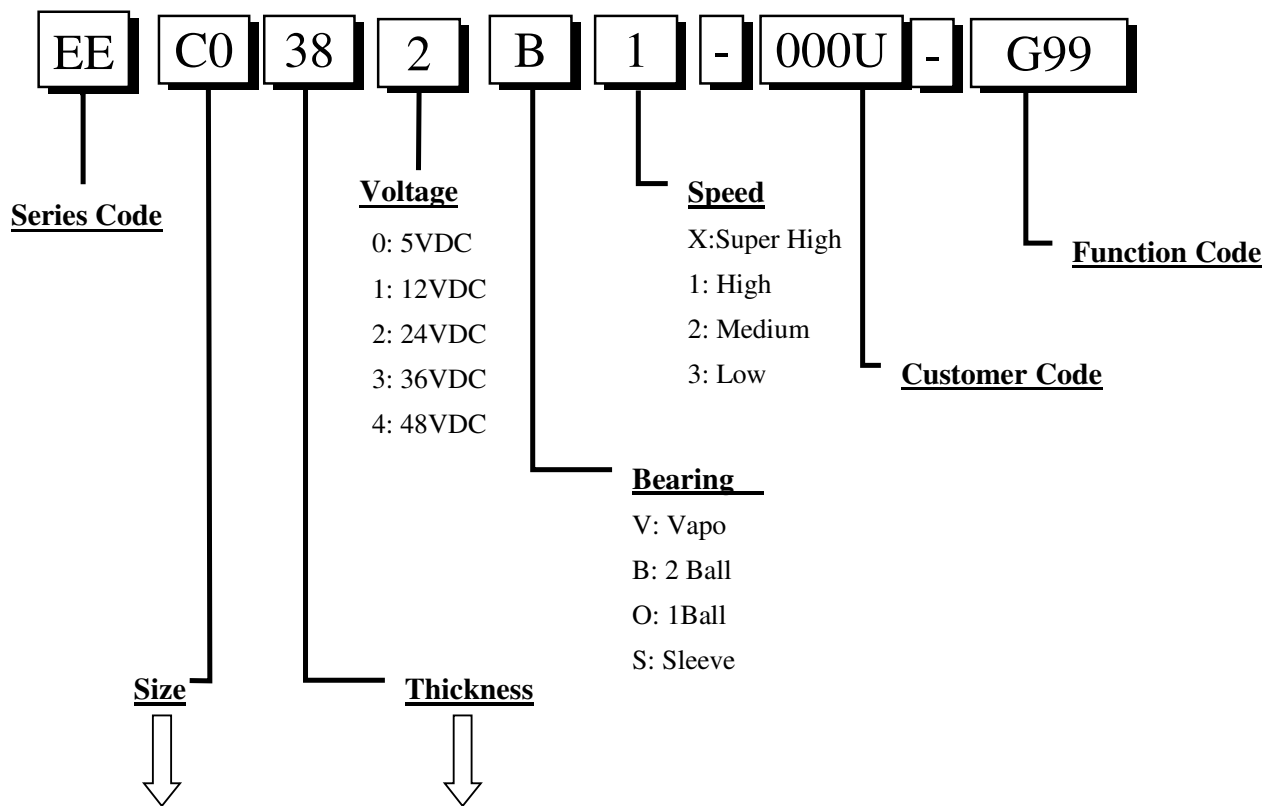 EE C0 38 2 B 1 - 000U - G99
Series Code
Voltage
0: 5VDC
1: 12VDC
2: 24VDC
3: 36VDC
4: 48VDC
Speed
X:Super High
1: High
2: Medium
3: Low
Function Code
Customer Code
Bearing
V: Vapo
B: 2 Ball
O: 1Ball
S: Sleeve
Size
Thickness